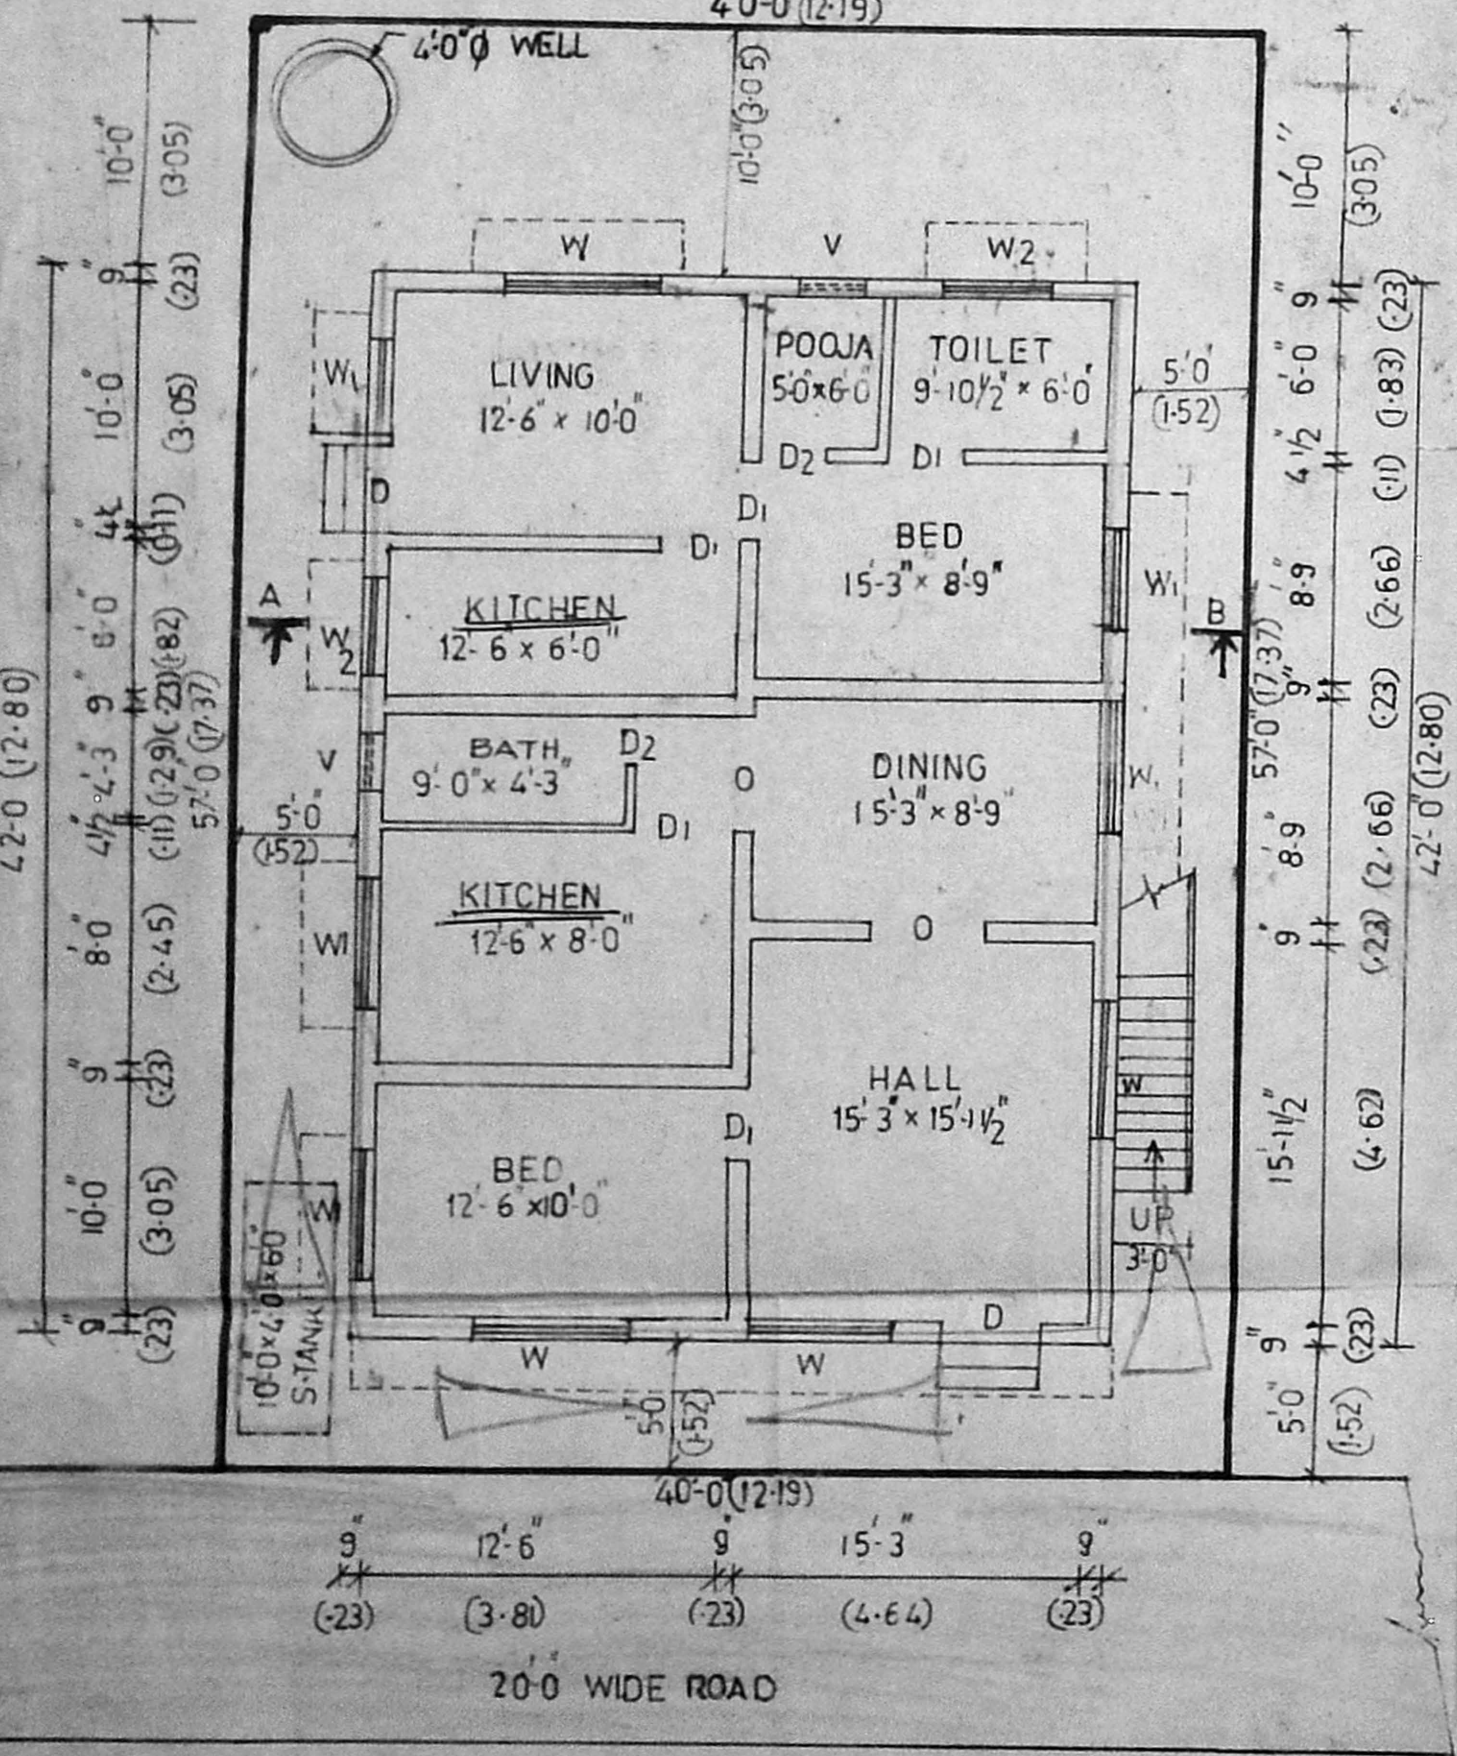 40'-0"(12·19)
4'-0"Ø WELL
10'-0"(3·05)
10'-0"
(3·05)
10'-0"
(3·05)
W
V
W2
9"
(·23)
9"
(·23)
W1
LIVING
12'-6" x 10'-0"
POOJA
5'-0"x6'-0"
TOILET
9'-10½" x 6'-0"
5'-0"
(1·52)
10'-0"
(3·05)
6'-0"
(1·83)
D2
D1
4½"
(·11)
D
D1
D1
(0·11)
BED
15'-3" x 8'-9"
W1
8'-9"
(2·66)
A
KITCHEN
12'-6" x 6'-0"
B
W2
6'-0"
(1·82)
9"
(·23)
9"
(·23)
57'-0"(17·37)
57'-0"(17·37)
42'-0 (12·80)
42'-0"(12·80)
V
BATH
9'-0" x 4'-3"
D2
O
DINING
15'-3" x 8'-9"
W
4'-3"
(1·29)
8'-9"
(2·66)
4½"
(·11)
5'-0"
(1·52)
D1
KITCHEN
12'-6" x 8'-0"
W1
O
8'-0"
(2·45)
9"
(·23)
9"
(·23)
HALL
15'-3" x 15'-11½"
W
15'-11½"
(4·62)
D1
BED
12'-6" x10'-0"
W
10'-0"
(3·05)
UP
3'-0"
10'-0"x4'-0"x6'0"
S·TANK
D
9"
(·23)
9"
(·23)
W
W
5'-0"
(1·52)
5'-0"
(1·52)
40'-0(12·19)
9" 12'-6" 9" 15'-3" 9"
(·23) (3·81) (·23) (4·64) (·23)
20'-0" WIDE ROAD